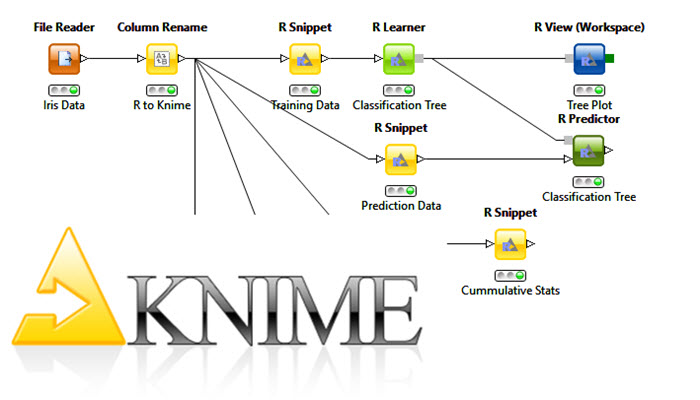 File Reader
Iris Data
Column Rename
R to Knime
R Snippet
Training Data
R Learner
Classification Tree
R View (Workspace)
Tree Plot
R Snippet
Prediction Data
R Predictor
Classification Tree
R Snippet
Cummulative Stats
KNIME